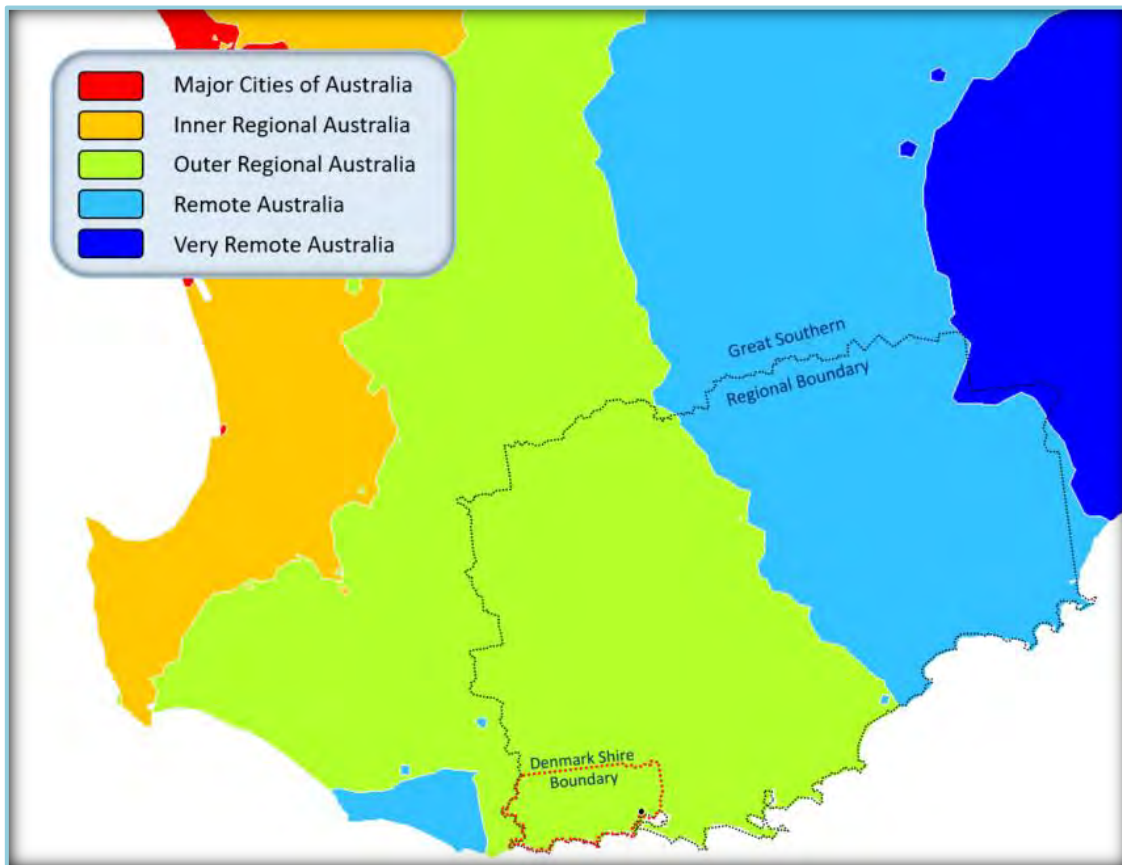 Major Cities of Australia
Inner Regional Australia
Outer Regional Australia
Remote Australia
Very Remote Australia
Great Southern
Regional Boundary
Denmark Shire
Boundary